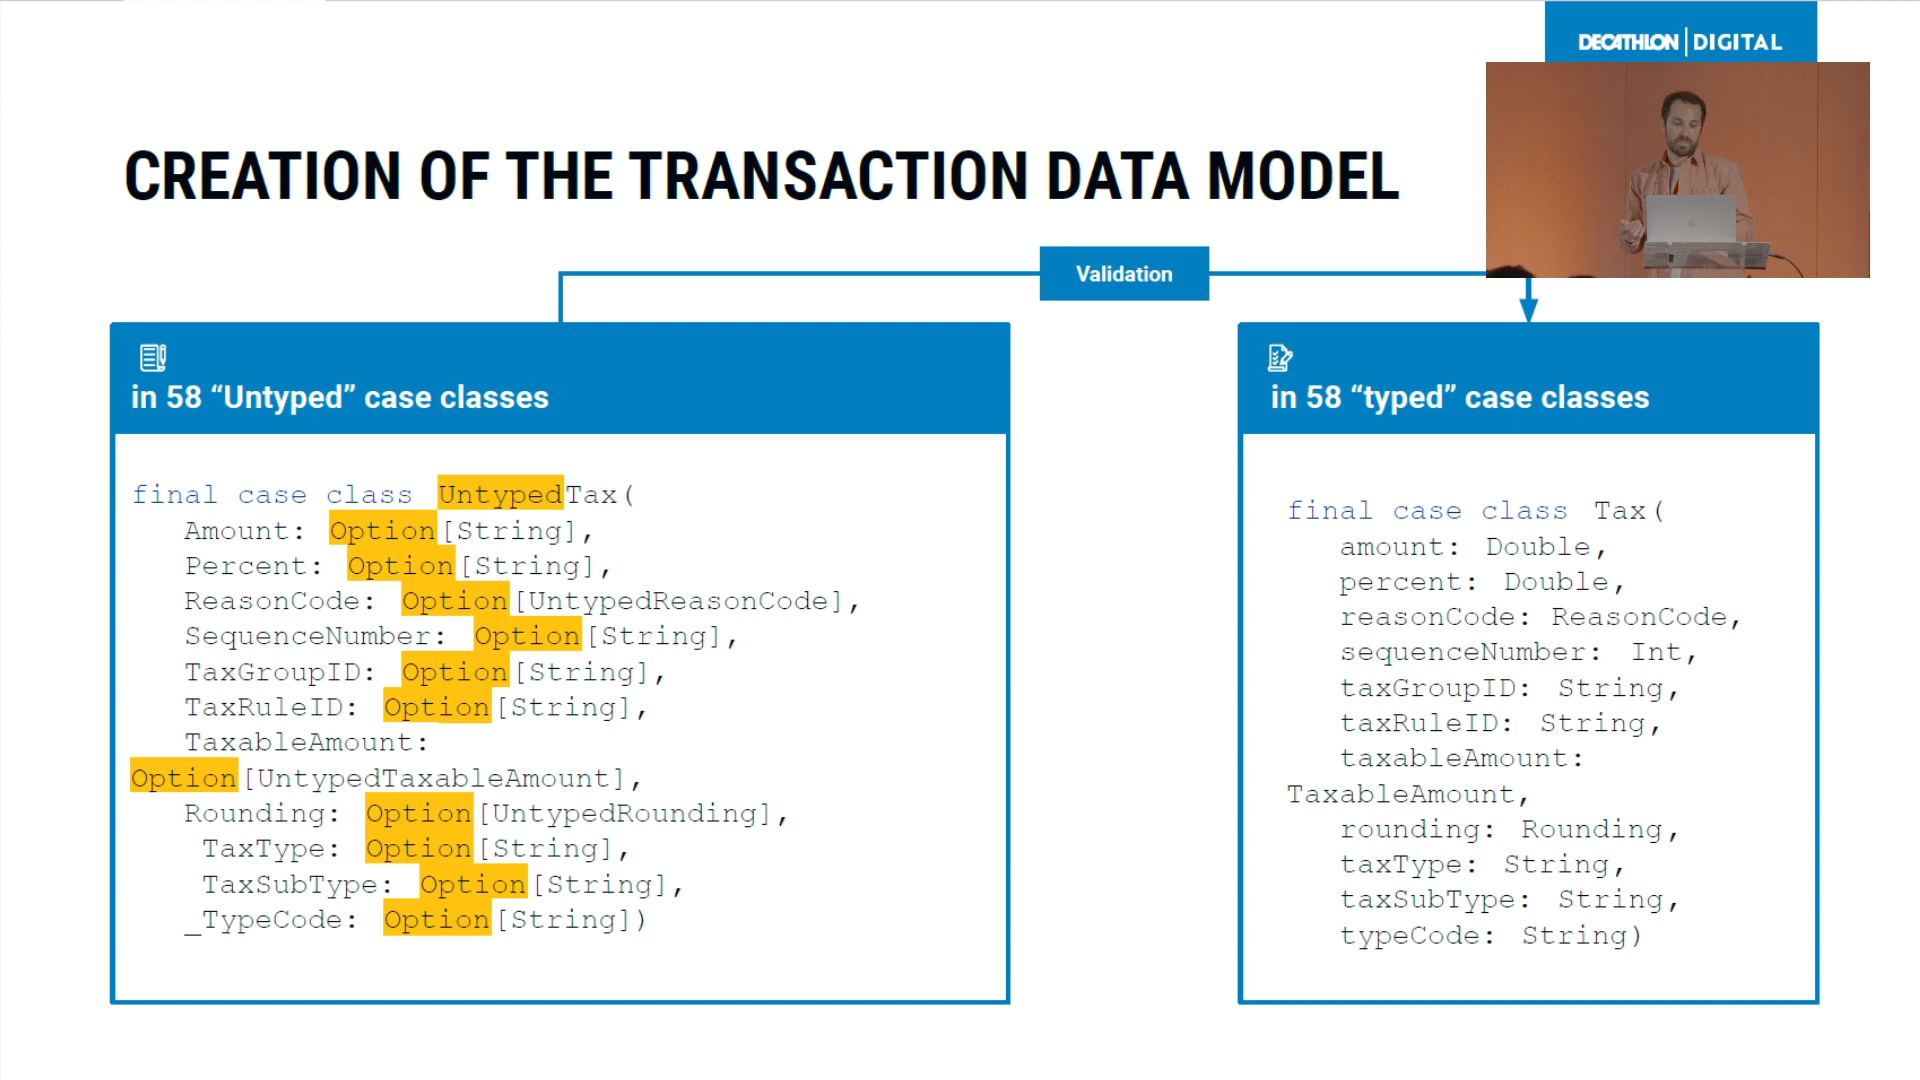 DECATHLON | DIGITAL
CREATION OF THE TRANSACTION DATA MODEL
Validation
in 58 “Untyped” case classes
final case class UntypedTax(
Amount: Option[String],
Percent: Option[String],
ReasonCode: Option[UntypedReasonCode],
SequenceNumber: Option[String],
TaxGroupID: Option[String],
TaxRuleID: Option[String],
TaxableAmount:
Option[UntypedTaxableAmount],
Rounding: Option[UntypedRounding],
TaxType: Option[String],
TaxSubType: Option[String],
_TypeCode: Option[String])
in 58 “typed” case classes
final case class Tax(
amount: Double,
percent: Double,
reasonCode: ReasonCode,
sequenceNumber: Int,
taxGroupID: String,
taxRuleID: String,
taxableAmount:
TaxableAmount,
rounding: Rounding,
taxType: String,
taxSubType: String,
typeCode: String)